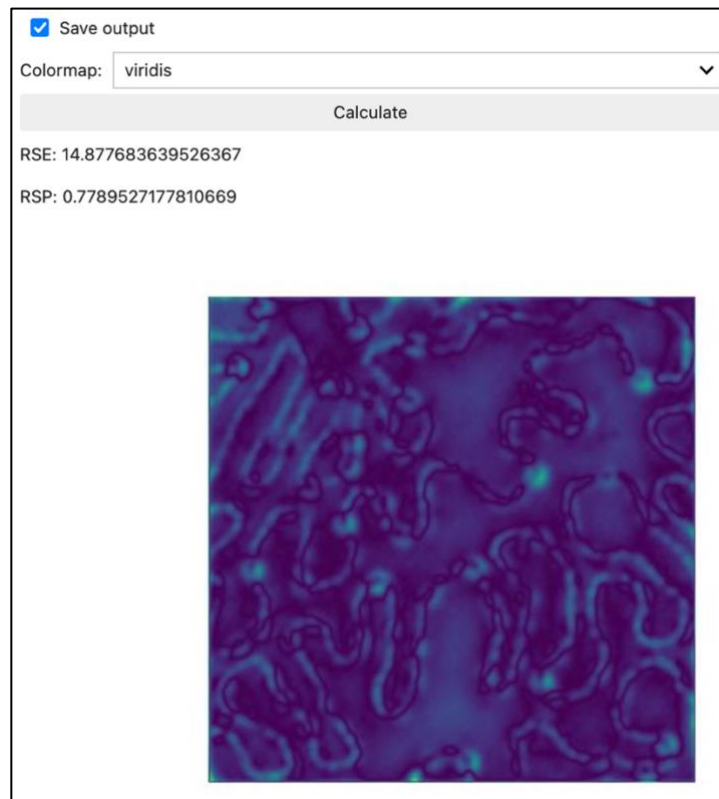 Save output
Colormap: viridis
Calculate
RSE: 14.877683639526367
RSP: 0.7789527177810669